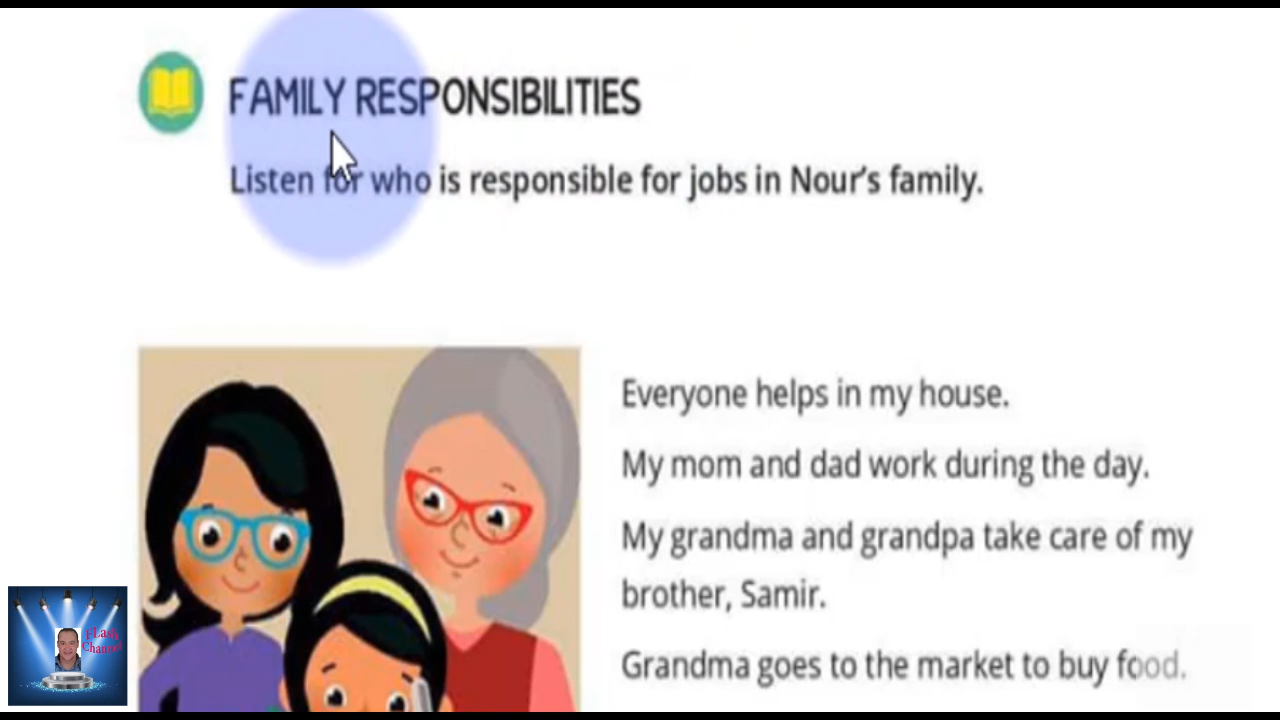 FAMILY RESPONSIBILITIES
Listen for who is responsible for jobs in Nour's family.
Everyone helps in my house.
My mom and dad work during the day.
My grandma and grandpa take care of my
brother, Samir.
Grandma goes to the market to buy food.
FLash
Channel